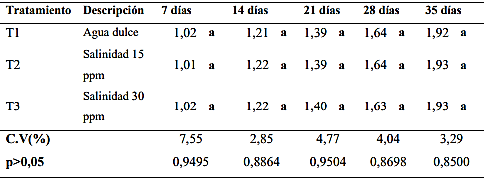 Tratamiento Descripción 7 días 14 días 21 días 28 días 35 días
T1 Agua dulce 1,02 a 1,21 a 1,39 a 1,64 a 1,92 a
T2 Salinidad 15 ppm 1,01 a 1,22 a 1,39 a 1,64 a 1,93 a
T3 Salinidad 30 ppm 1,02 a 1,22 a 1,40 a 1,63 a 1,93 a
C.V(%) 7,55 2,85 4,77 4,04 3,29
p>0,05 0,9495 0,8864 0,9504 0,8698 0,8500